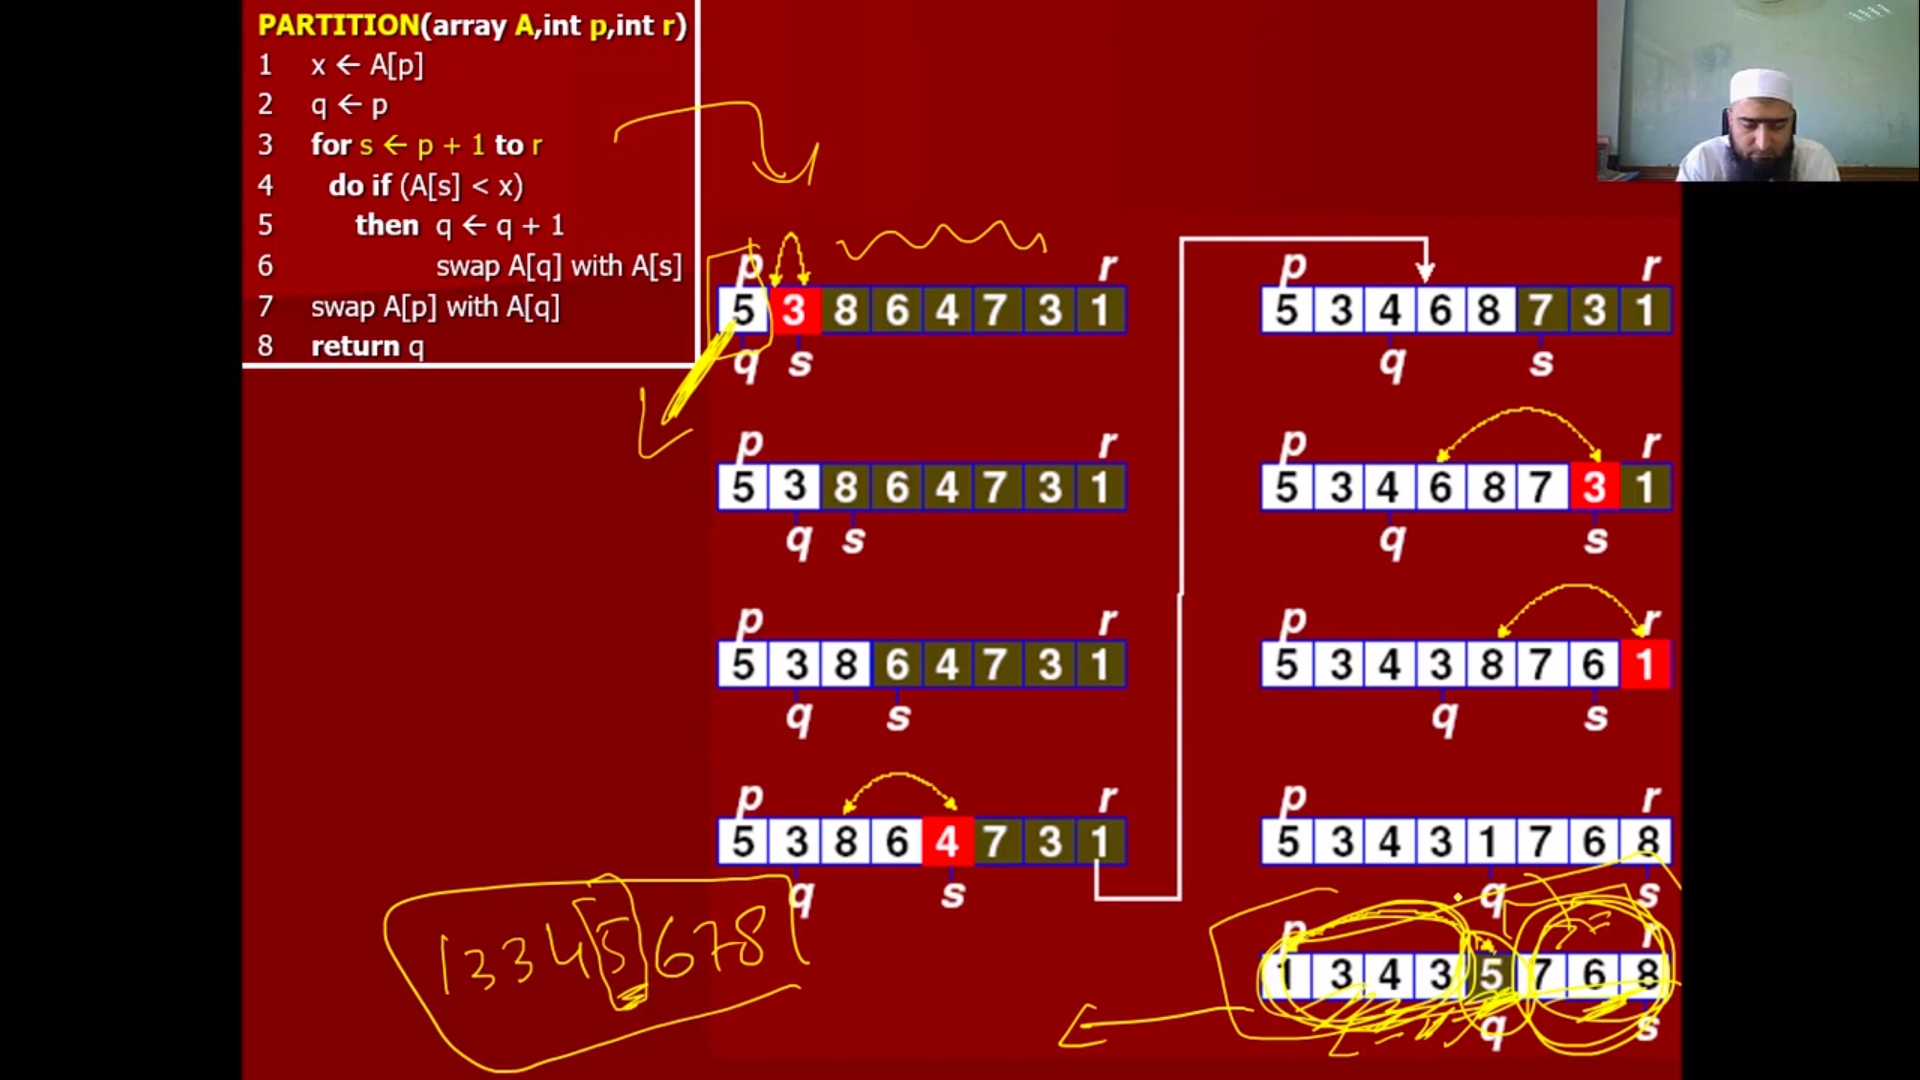 PARTITION(array A,int p,int r)
1 x ← A[p]
2 q ← p
3 for s ← p + 1 to r
4 do if (A[s] < x)
5 then q ← q + 1
6 swap A[q] with A[s]
7 swap A[p] with A[q]
8 return q
p r
5 3 8 6 4 7 3 1
q s
p r
5 3 8 6 4 7 3 1
q s
p r
5 3 8 6 4 7 3 1
q s
p r
5 3 8 6 4 7 3 1
q s
p r
5 3 4 6 8 7 3 1
q s
p r
5 3 4 6 8 7 3 1
q s
p r
5 3 4 3 8 7 6 1
q s
p r
5 3 4 3 1 7 6 8
q s
p r
1 3 4 3 5 7 6 8
q s
1 3 3 4 5 6 7 8